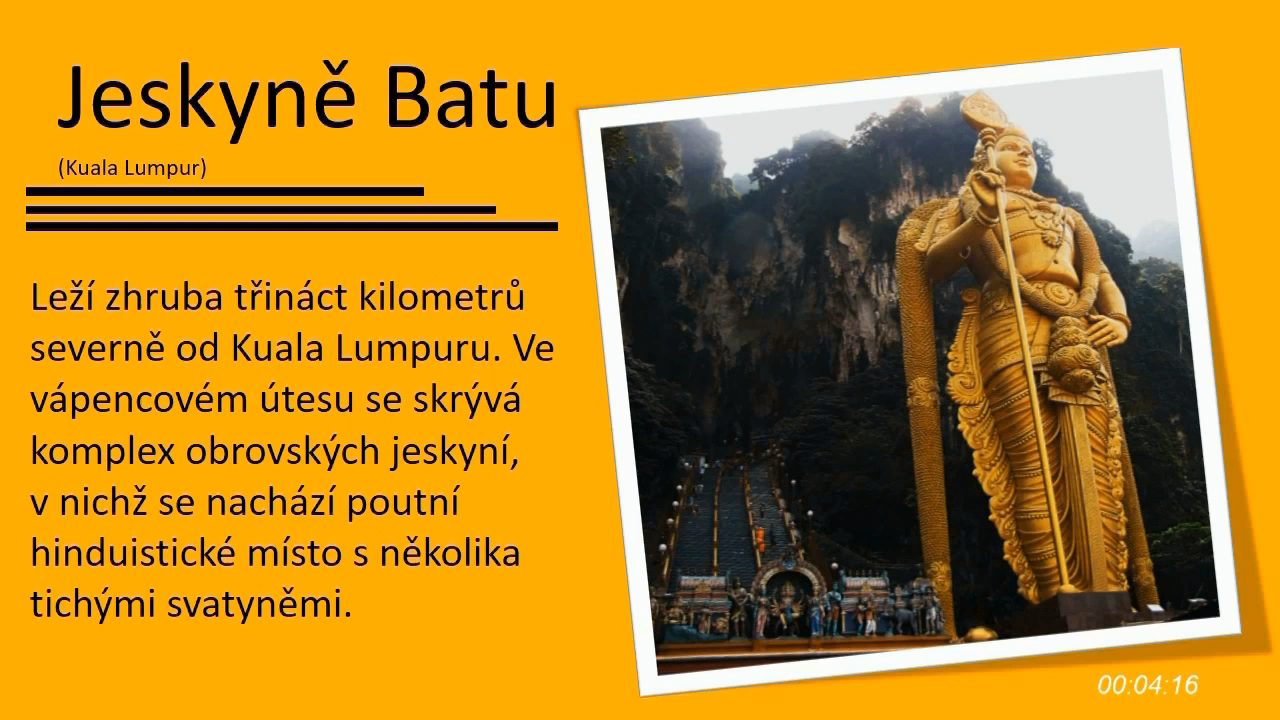 Jeskyně Batu
(Kuala Lumpur)
Leží zhruba třináct kilometrů
severně od Kuala Lumpuru. Ve
vápencovém útesu se skrývá
komplex obrovských jeskyní,
v nichž se nachází poutní
hinduistické místo s několika
tichými svatyněmi.
00:04:16